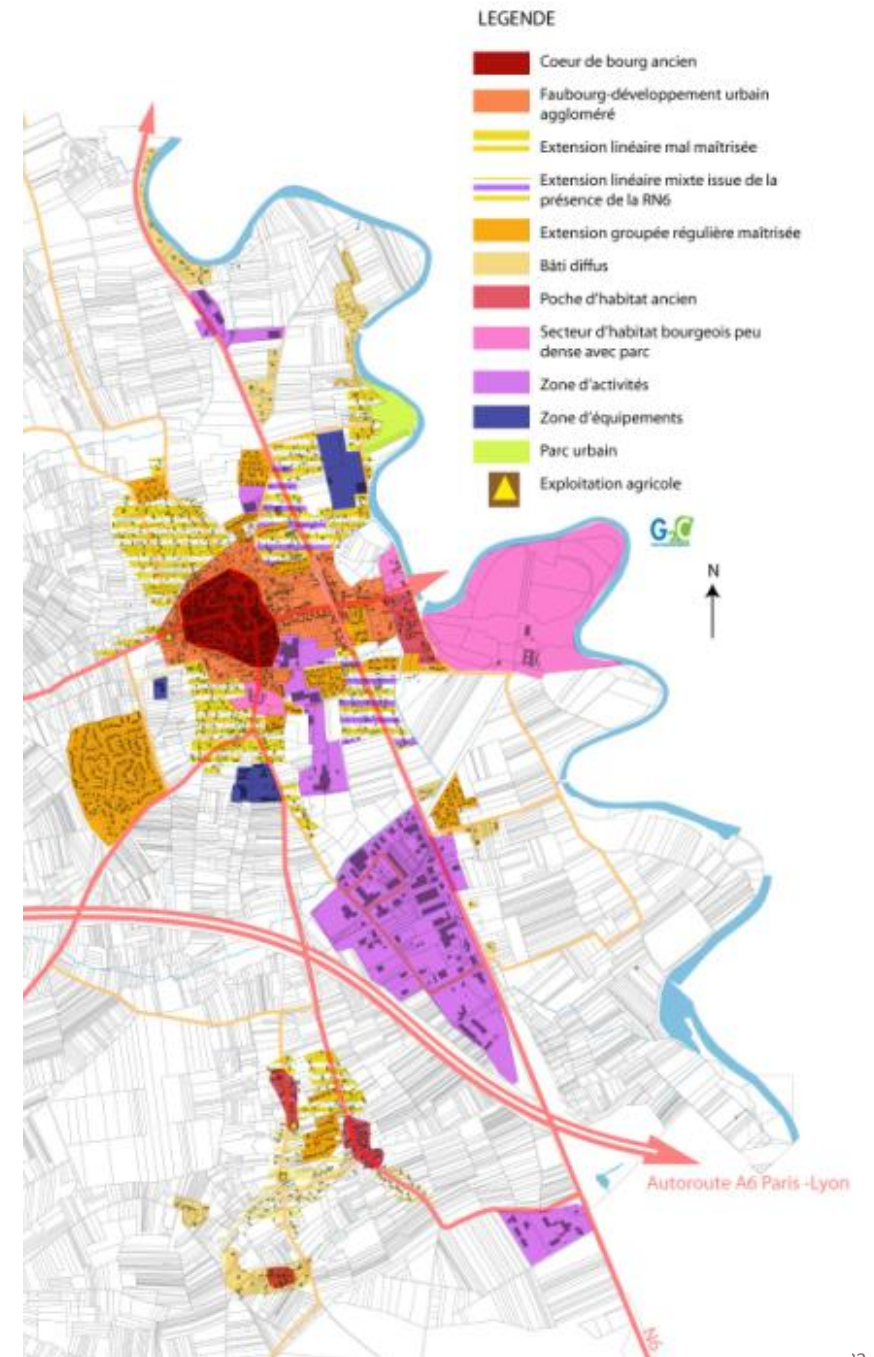 LEGENDE
Coeur de bourg ancien
Faubourg-développement urbain
aggloméré
Extension linéaire mal maîtrisée
Extension linéaire mixte issue de la
présence de la RN6
Extension groupée régulière maîtrisée
Bâti diffus
Poche d'habitat ancien
Secteur d'habitat bourgeois peu
dense avec parc
Zone d'activités
Zone d'équipements
Parc urbain
Exploitation agricole
G2C
N
Autoroute A6 Paris -Lyon
N6